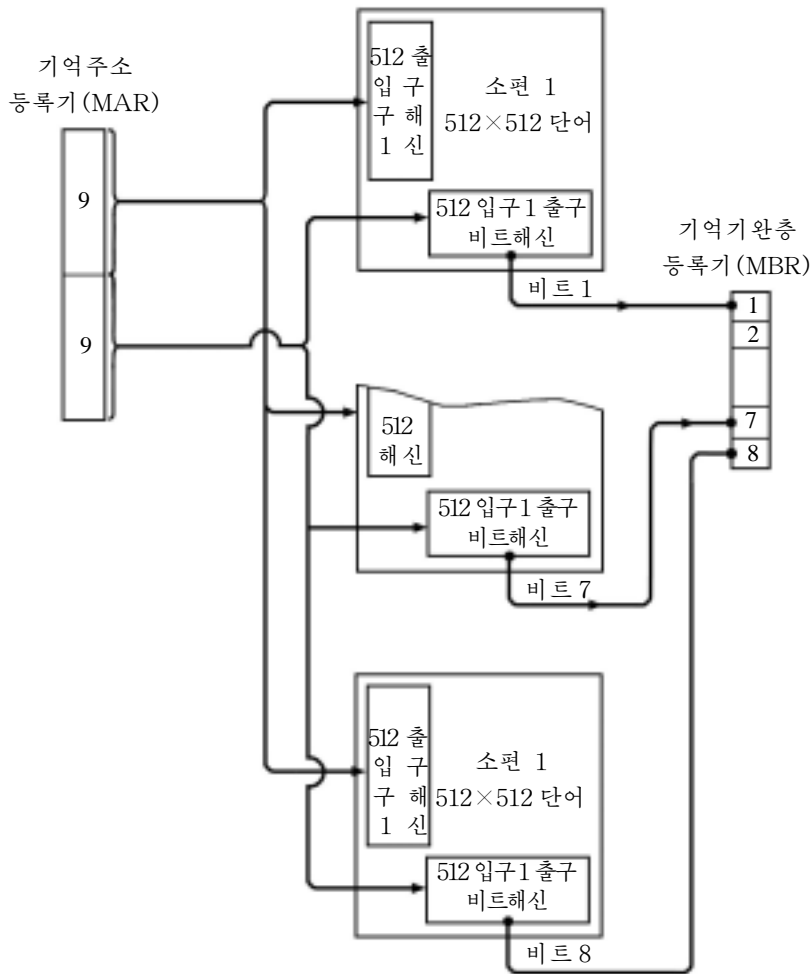 기억주소
등록기(MAR)
9
9
512 출
입 구
구 해
1 신
소편 1
512×512 단어
512 입구 1 출구
비트해신
비트 1
기억기완충
등록기(MBR)
1
2
7
8
512
해신
512 입구 1 출구
비트해신
비트 7
512 출
입 구
구 해
1 신
소편 1
512×512 단어
512 입구 1 출구
비트해신
비트 8